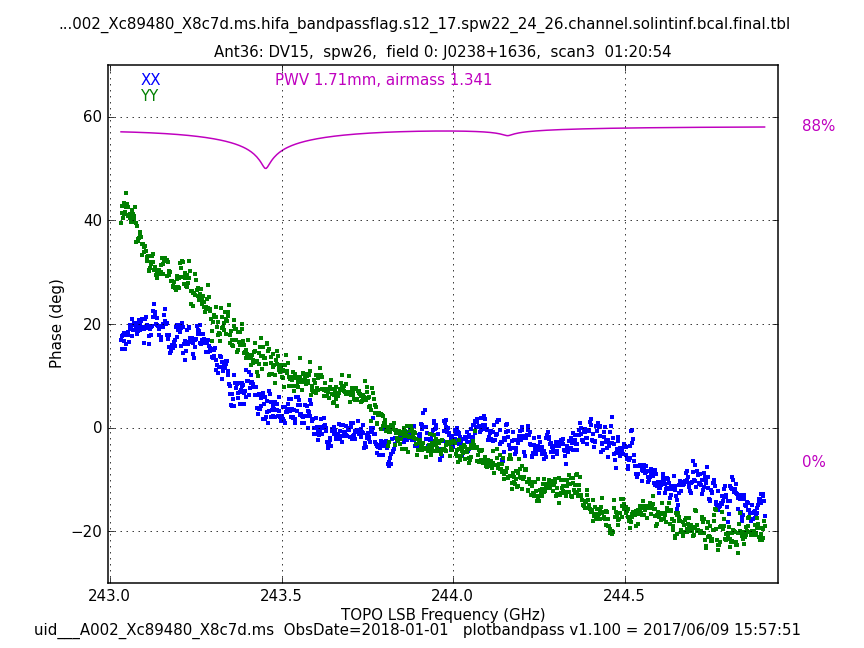 ...002_Xc89480_X8c7d.ms.hifa_bandpassflag.s12_17.spw22_24_26.channel.solintinf.bcal.final.tbl
Ant36: DV15, spw26, field 0: J0238+1636, scan3 01:20:54
XX
PWV 1.71mm, airmass 1.341
YY
60
88%
40
20
Phase (deg)
0
0%
−20
243.0
243.5
244.0
244.5
TOPO LSB Frequency (GHz)
uid___A002_Xc89480_X8c7d.ms ObsDate=2018-01-01 plotbandpass v1.100 = 2017/06/09 15:57:51